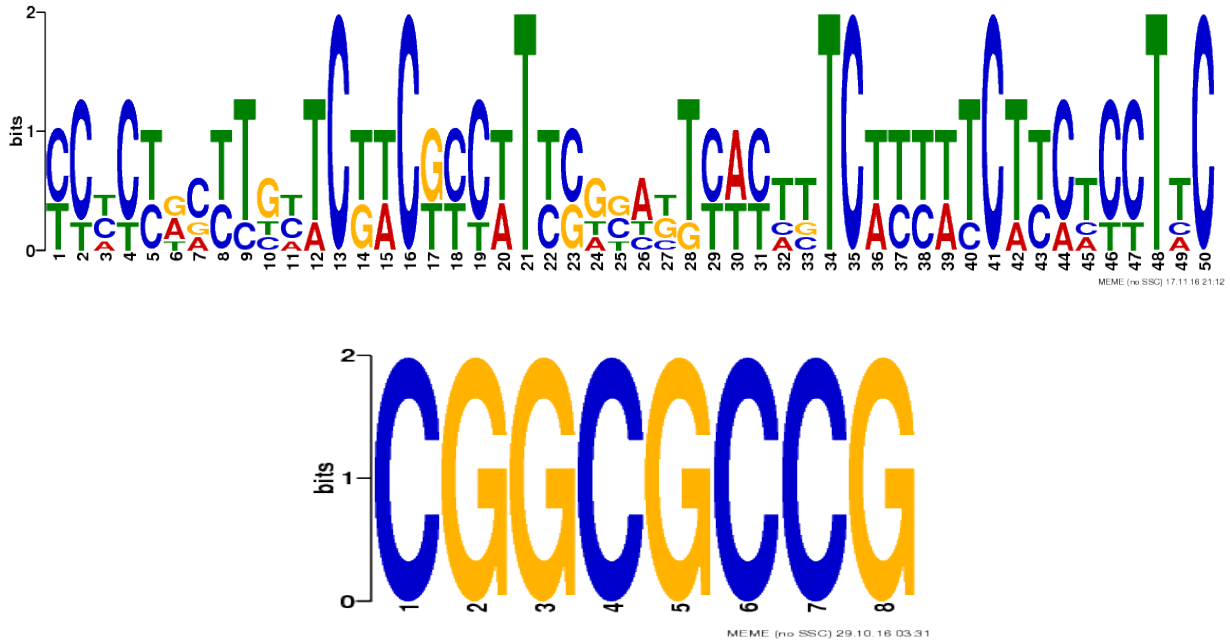 2
bits
1
0
CCTCTGCTTGTTCTTCGCCTTTCGGATTCACTTTCTTTTTCTTCTCCTTC
TTCTCAGCCTCAGATTTACGTCTGGTTTCGACCACACACTTC
ATACAATCCACAA
1 2 3 4 5 6 7 8 9 10 11 12 13 14 15 16 17 18 19 20 21 22 23 24 25 26 27 28 29 30 31 32 33 34 35 36 37 38 39 40 41 42 43 44 45 46 47 48 49 50
MEME (no SSC) 17.11.16 21:12
2
bits
1
0
CGGCGCCG
1 2 3 4 5 6 7 8
MEME (no SSC) 29.10.16 03:31